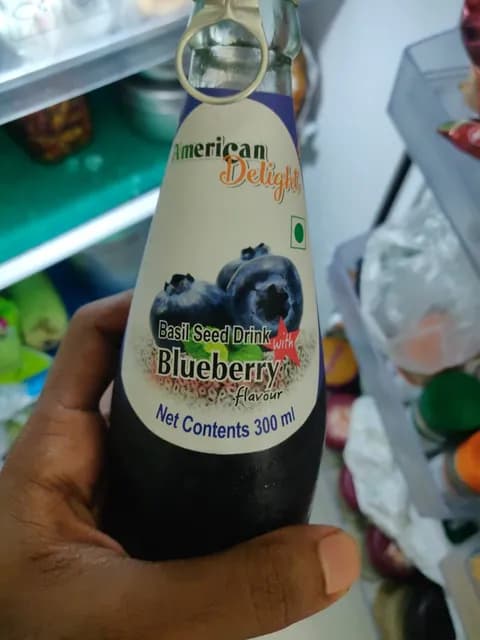 American
Delight
Basil Seed Drink
with
Blueberry
flavour
Net Contents 300 ml